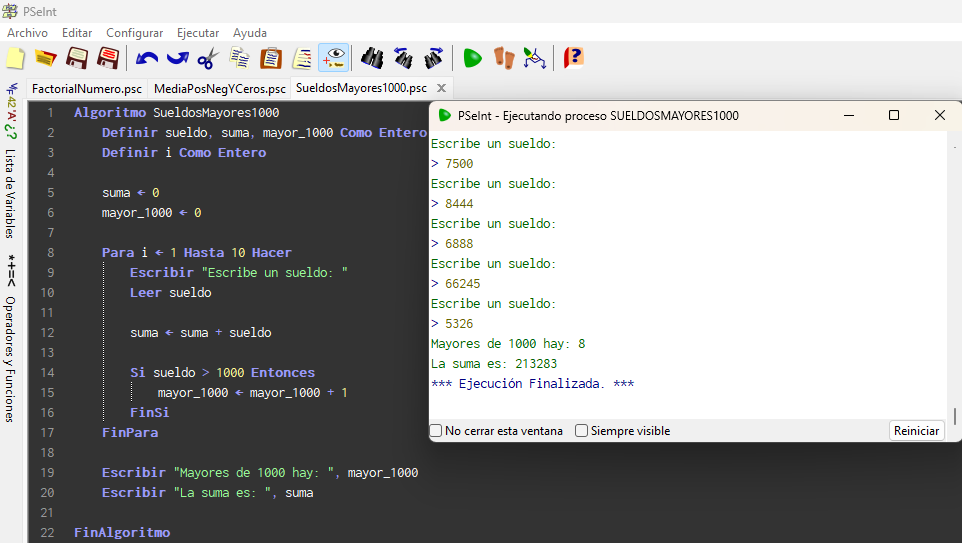 PSeInt
Archivo Editar Configurar Ejecutar Ayuda
FactorialNumero.psc MediaPosNegYCeros.psc SueldosMayores1000.psc
Lista de Variables
*+=<
Operadores y Funciones
1 Algoritmo SueldosMayores1000
2 Definir sueldo, suma, mayor_1000 Como Entero
3 Definir i Como Entero
4
5 suma ← 0
6 mayor_1000 ← 0
7
8 Para i ← 1 Hasta 10 Hacer
9 Escribir "Escribe un sueldo: "
10 Leer sueldo
11
12 suma ← suma + sueldo
13
14 Si sueldo > 1000 Entonces
15 mayor_1000 ← mayor_1000 + 1
16 FinSi
17 FinPara
18
19 Escribir "Mayores de 1000 hay: ", mayor_1000
20 Escribir "La suma es: ", suma
21
22 FinAlgoritmo
PSeInt - Ejecutando proceso SUELDOSMAYORES1000
Escribe un sueldo:
> 7500
Escribe un sueldo:
> 8444
Escribe un sueldo:
> 6888
Escribe un sueldo:
> 66245
Escribe un sueldo:
> 5326
Mayores de 1000 hay: 8
La suma es: 213283
*** Ejecución Finalizada. ***
No cerrar esta ventana Siempre visible Reiniciar